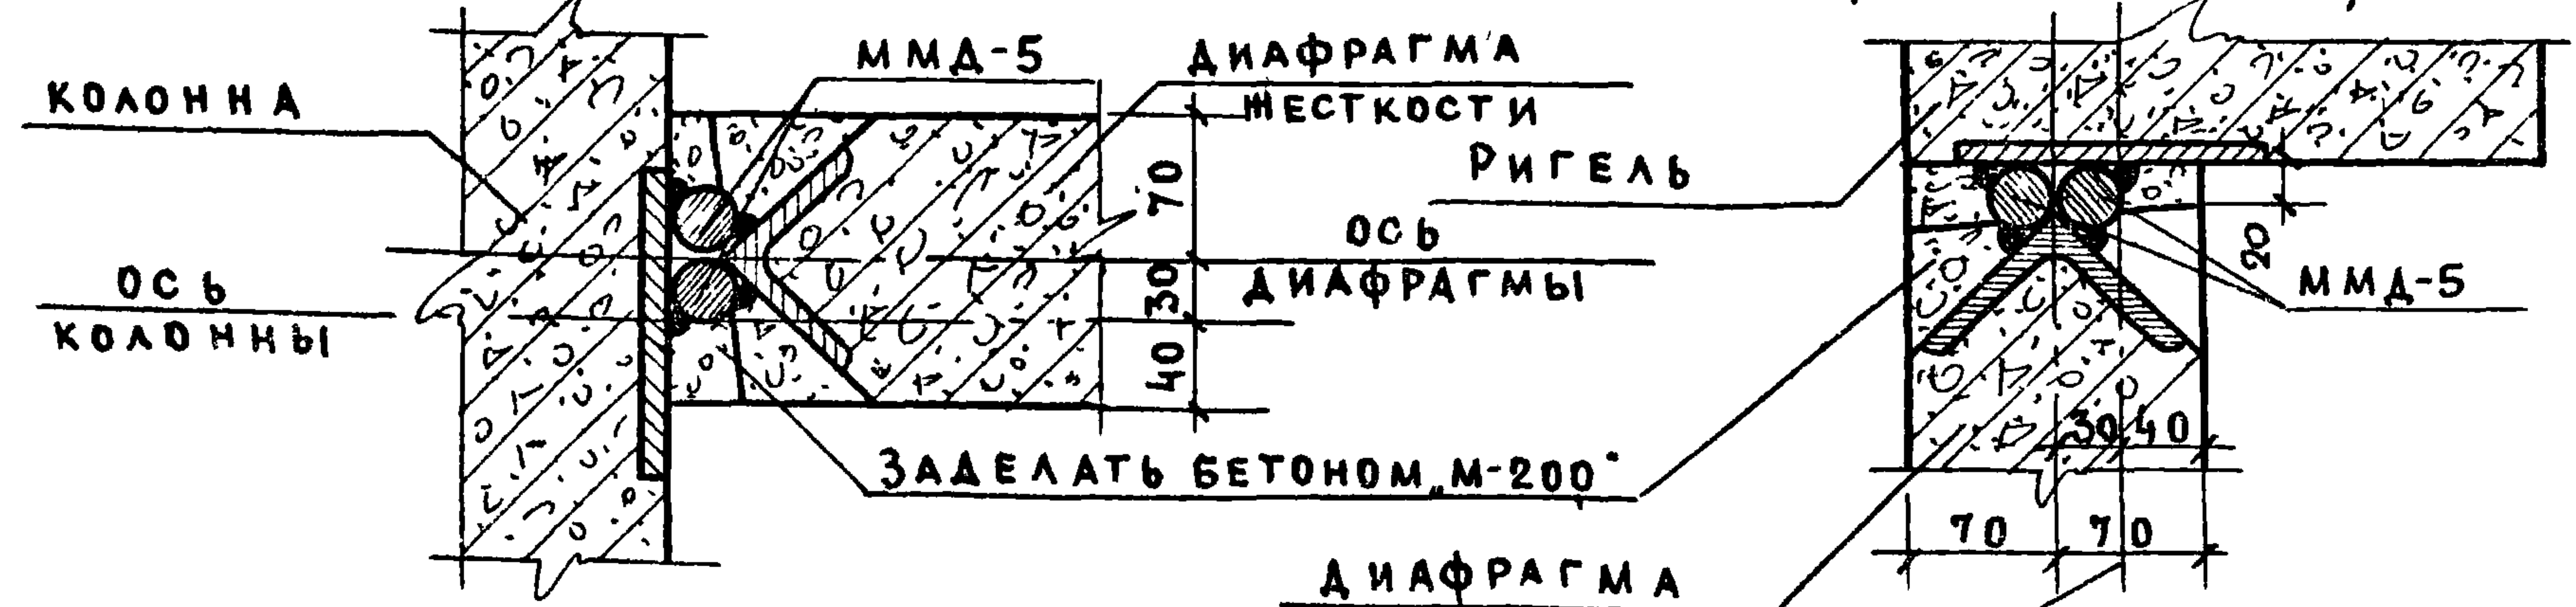 КОЛОННА
ММД-5
ДИАФРАГМА
ЖЕСТКОСТИ
РИГЕЛЬ
70
ОСЬ
ДИАФРАГМЫ
30
40
ОСЬ
КОЛОННЫ
20
ММД-5
ЗАДЕЛАТЬ БЕТОНОМ „М-200"
30 40
70 70
ДИАФРАГМА